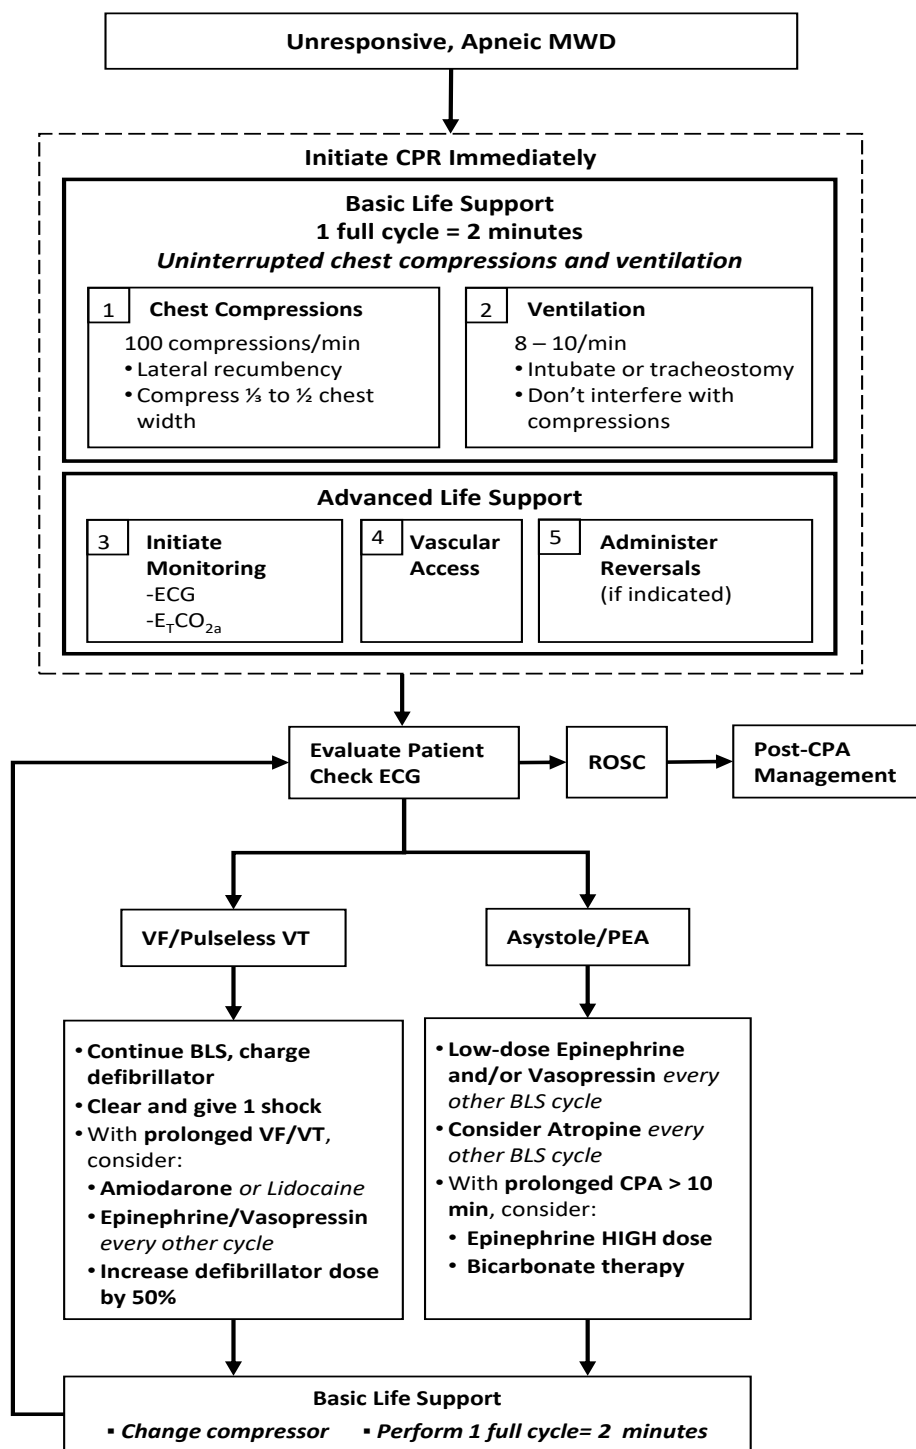 Unresponsive, Apneic MWD
Initiate CPR Immediately
Basic Life Support
1 full cycle = 2 minutes
Uninterrupted chest compressions and ventilation
1
Chest Compressions
100 compressions/min
• Lateral recumbency
• Compress ⅓ to ½ chest
width
2
Ventilation
8 – 10/min
• Intubate or tracheostomy
• Don't interfere with
compressions
Advanced Life Support
3
Initiate
Monitoring
-ECG
-E_TCO_2a
4
Vascular
Access
5
Administer
Reversals
(if indicated)
Evaluate Patient
Check ECG
ROSC
Post-CPA
Management
VF/Pulseless VT
• Continue BLS, charge
defibrillator
• Clear and give 1 shock
• With prolonged VF/VT,
consider:
• Amiodarone or Lidocaine
• Epinephrine/Vasopressin
every other cycle
• Increase defibrillator dose
by 50%
Asystole/PEA
• Low-dose Epinephrine
and/or Vasopressin every
other BLS cycle
• Consider Atropine every
other BLS cycle
• With prolonged CPA > 10
min, consider:
• Epinephrine HIGH dose
• Bicarbonate therapy
Basic Life Support
▪ Change compressor ▪ Perform 1 full cycle= 2 minutes